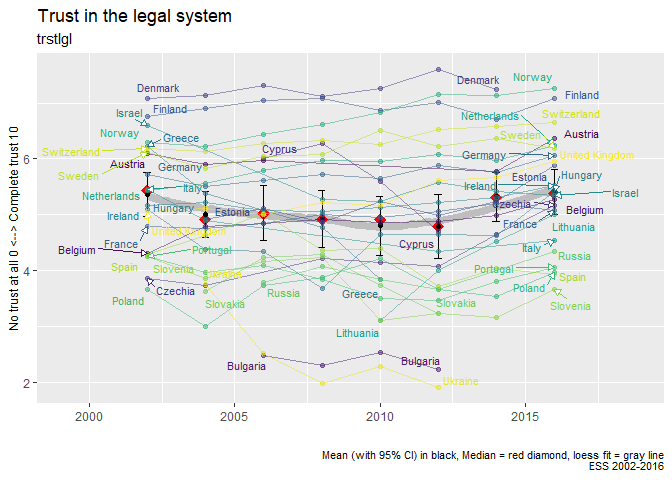 Trust in the legal system
trstlgl
No trust at all 0 <--> Complete trust 10
6
4
2
Denmark
Denmark
Norway
Israel
Finland
Finland
Netherlands
Switzerland
Norway
Greece
Sweden
Austria
Switzerland
Cyprus
Germany
United Kingdom
Austria
Germany
Sweden
Estonia
Hungary
Italy
Ireland
Israel
Netherlands
Hungary
Estonia
Czechia
Belgium
Ireland
United Kingdom
France
Lithuania
France
Cyprus
Belgium
Portugal
Italy
Spain
Slovenia
Ukraine
Portugal
Russia
Spain
Czechia
Russia
Greece
Poland
Poland
Slovakia
Slovakia
Slovenia
Lithuania
Bulgaria
Bulgaria
Ukraine
2000
2005
2010
2015
Mean (with 95% CI) in black, Median = red diamond, loess fit = gray line
ESS 2002-2016